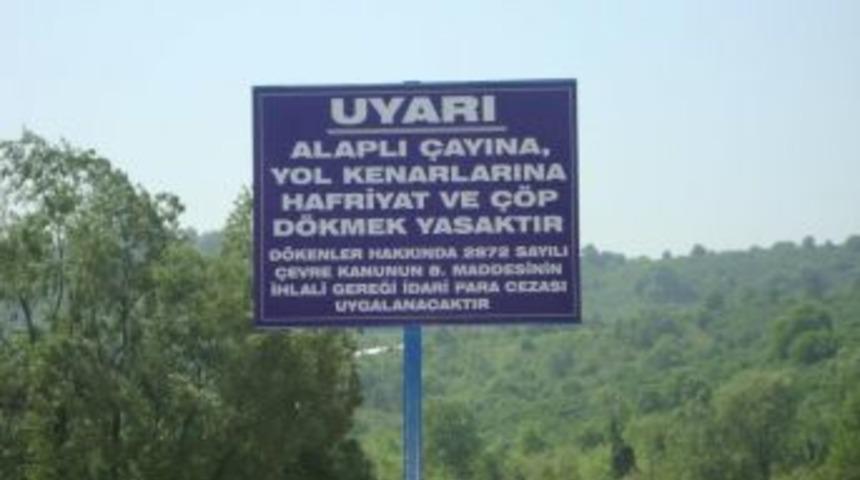 UYARI
ALAPLI ÇAYINA,
YOL KENARLARINA
HAFRİYAT VE ÇÖP
DÖKMEK YASAKTIR
DÖKENLER HAKKINDA 2872 SAYILI
ÇEVRE KANUNUN 8. MADDESİNİN
İHLALİ GEREĞİ İDARİ PARA CEZASI
UYGALANACAKTIR